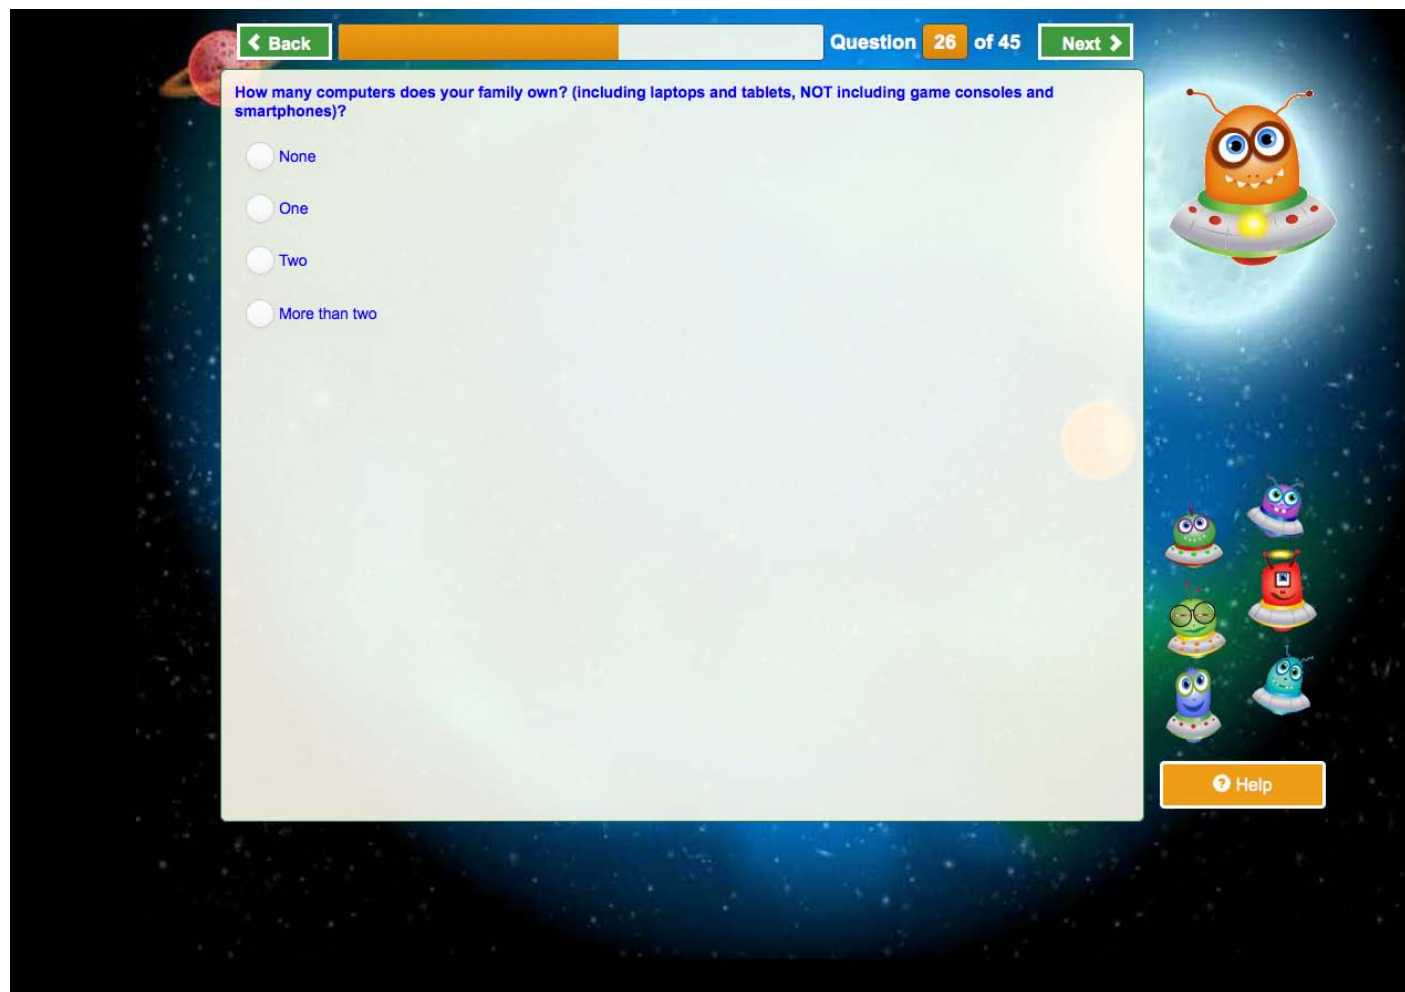 Back
Question 26 of 45
Next
How many computers does your family own? (including laptops and tablets, NOT including game consoles and
smartphones)?
None
One
Two
More than two
Help